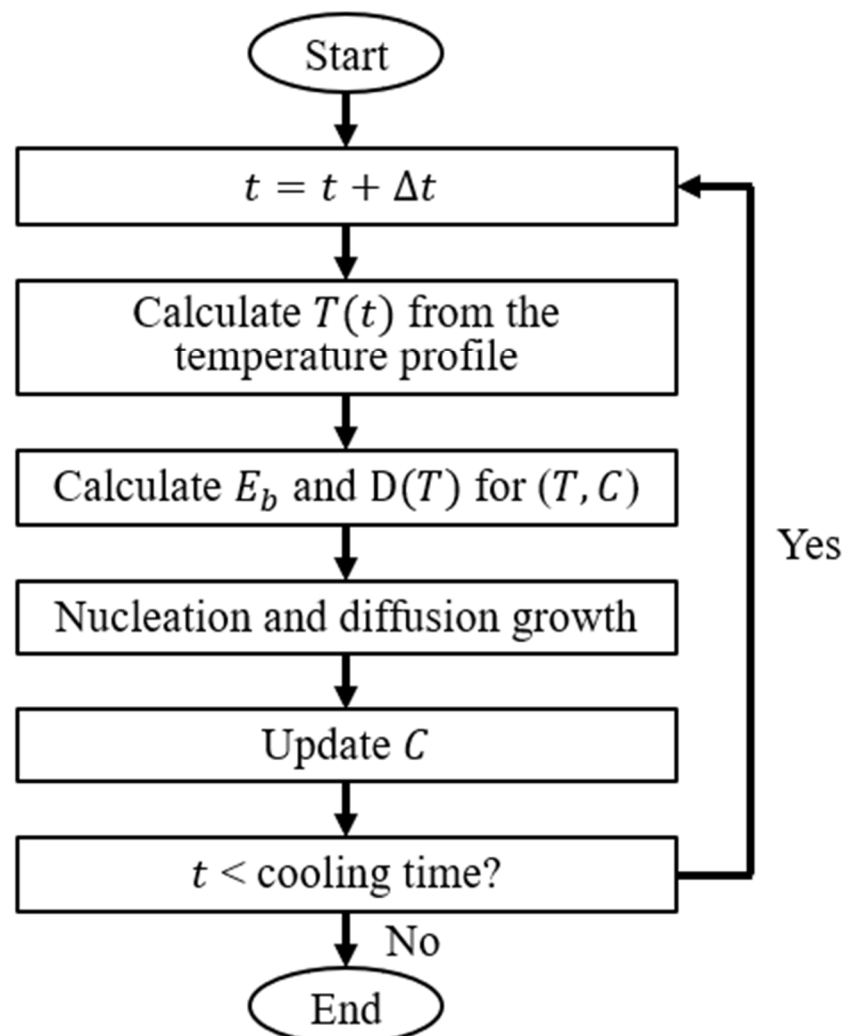 Start
t = t + Δt
Calculate T(t) from the
temperature profile
Calculate E_b and D(T) for (T, C)
Nucleation and diffusion growth
Update C
t < cooling time?
Yes
No
End